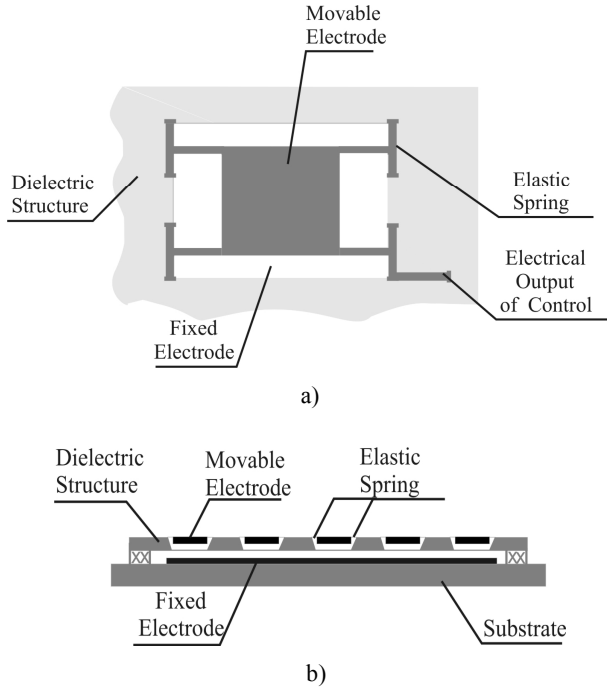 Movable
Electrode
Dielectric
Structure
Elastic
Spring
Electrical
Output
of Control
Fixed
Electrode
a)
Dielectric
Structure
Movable
Electrode
Elastic
Spring
Fixed
Electrode
Substrate
b)